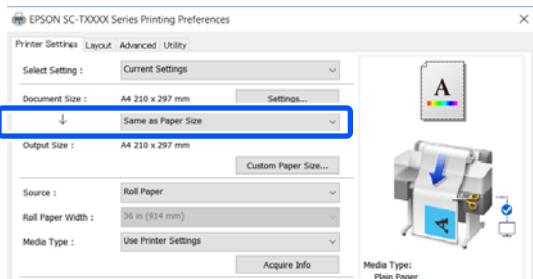 EPSON SC-TXXXX Series Printing Preferences
Printer Settings Layout Advanced Utility
Select Setting : Current Settings
Document Size : A4 210 x 297 mm Settings...
↓ Same as Paper Size
Output Size : A4 210 x 297 mm
Custom Paper Size...
Source : Roll Paper
Roll Paper Width : 36 in (914 mm)
Media Type : Use Printer Settings
Acquire Info
A
A
Media Type:
Plain Paper